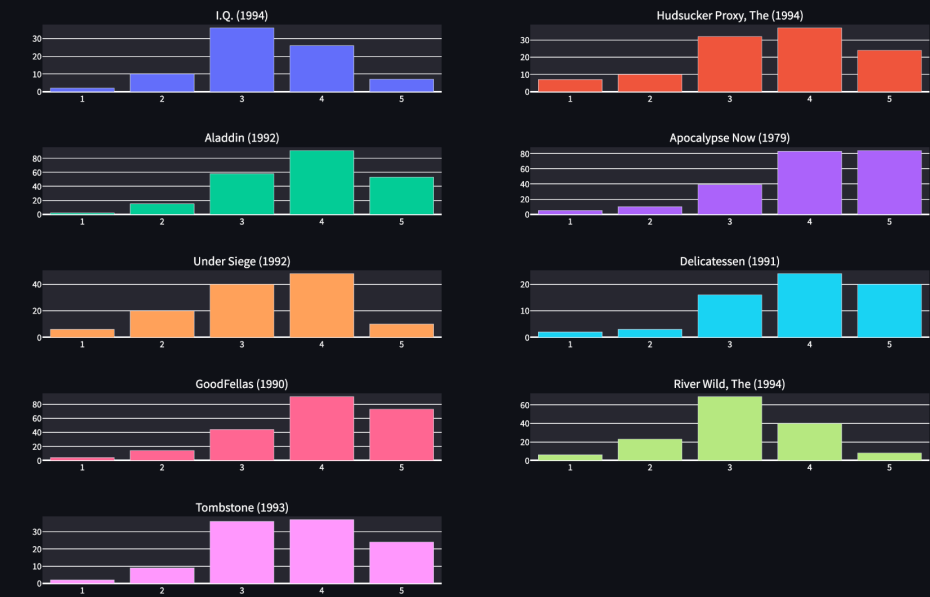 I.Q. (1994)
30
20
10
0
1 2 3 4 5
Hudsucker Proxy, The (1994)
30
20
10
0
1 2 3 4 5
Aladdin (1992)
80
60
40
20
0
1 2 3 4 5
Apocalypse Now (1979)
80
60
40
20
0
1 2 3 4 5
Under Siege (1992)
40
20
0
1 2 3 4 5
Delicatessen (1991)
20
10
0
1 2 3 4 5
GoodFellas (1990)
80
60
40
20
0
1 2 3 4 5
River Wild, The (1994)
60
40
20
0
1 2 3 4 5
Tombstone (1993)
30
20
10
0
1 2 3 4 5